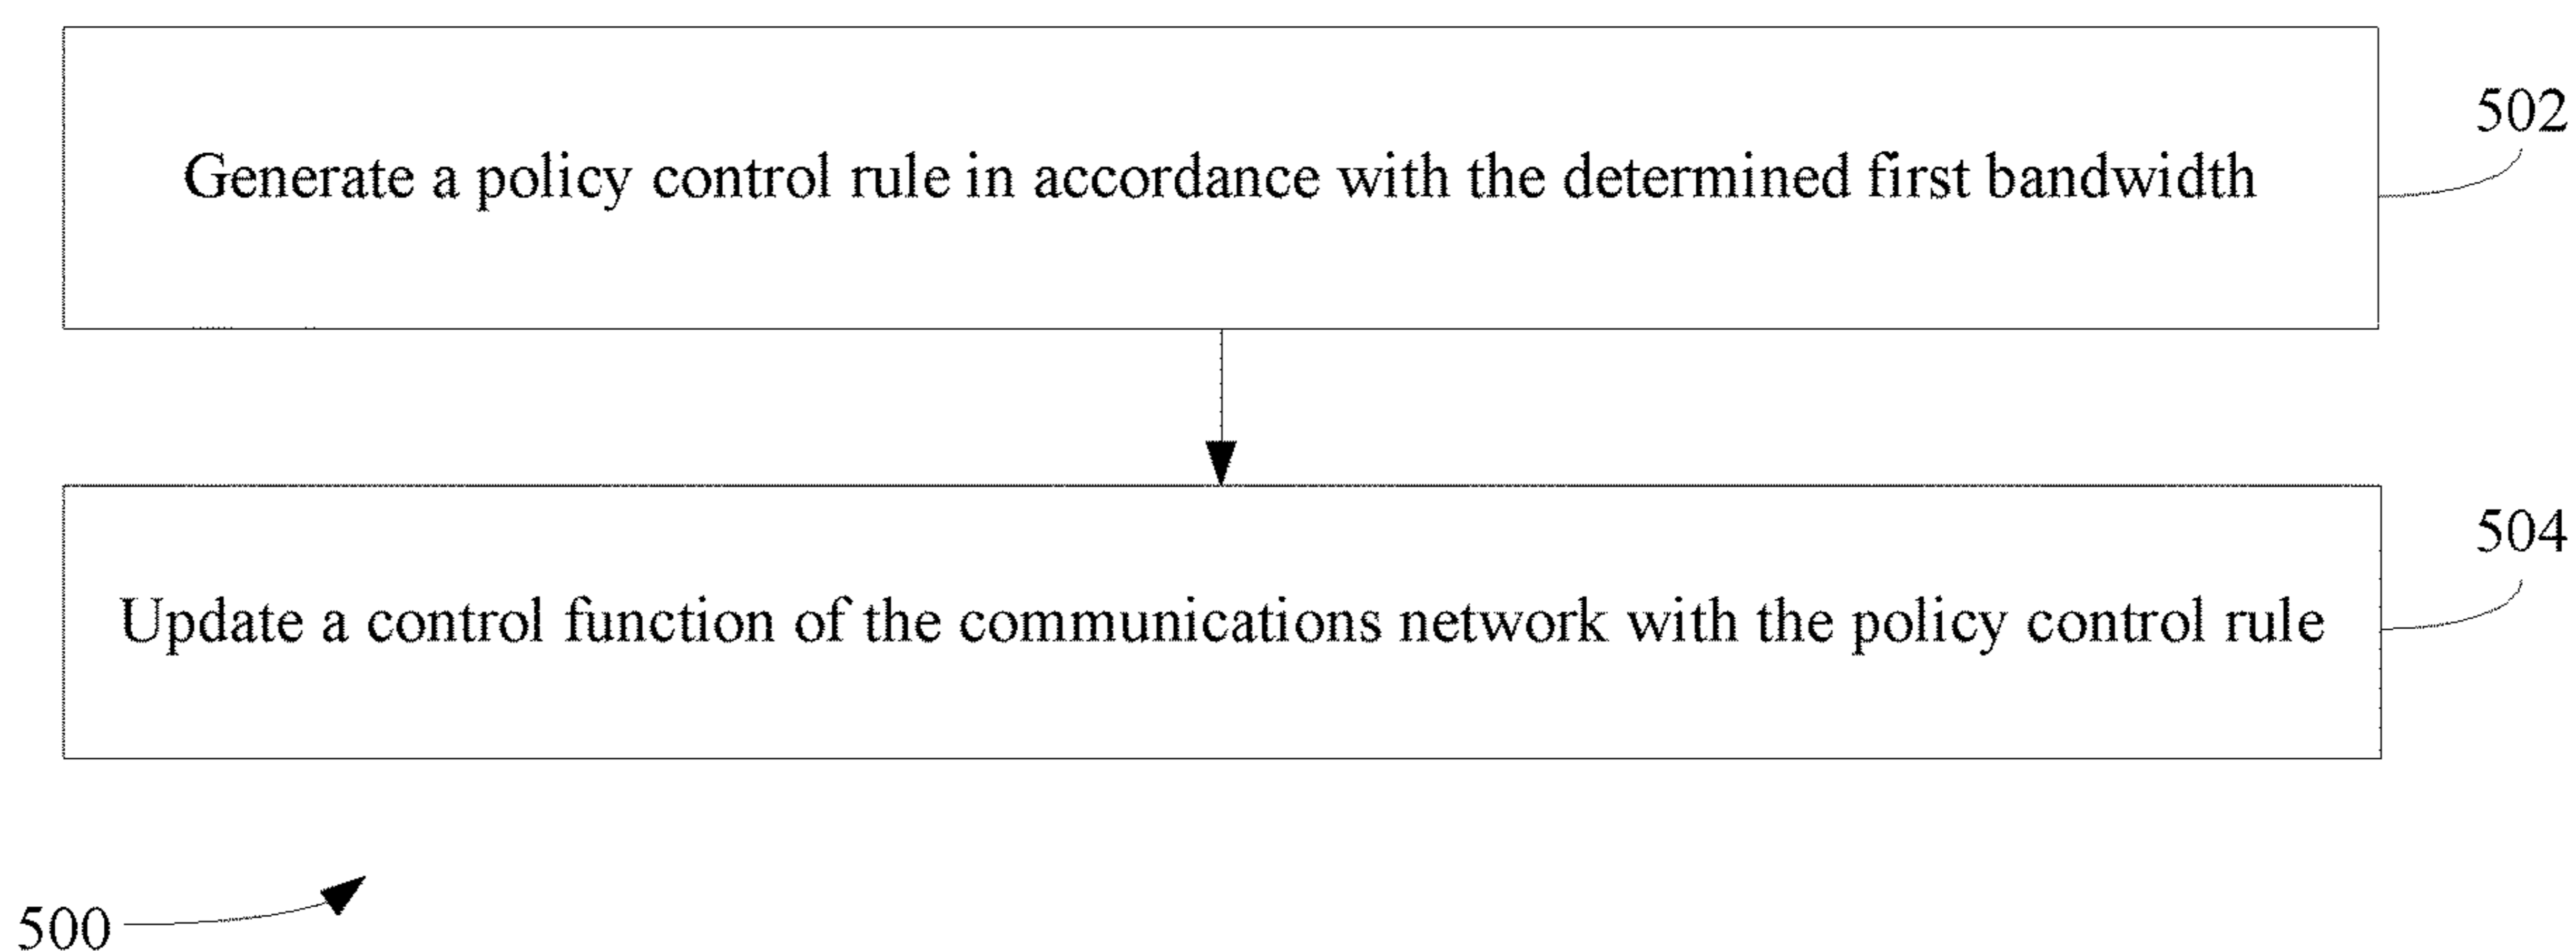 502
Generate a policy control rule in accordance with the determined first bandwidth
504
Update a control function of the communications network with the policy control rule
500